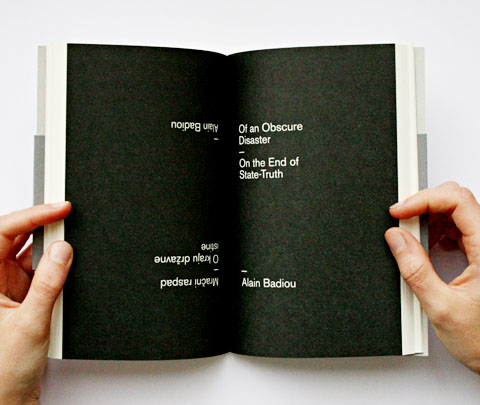 Mračni raspad
O kraju državne
istine
–
Alain Badiou
Of an Obscure
Disaster
–
On the End of
State-Truth
–
Alain Badiou